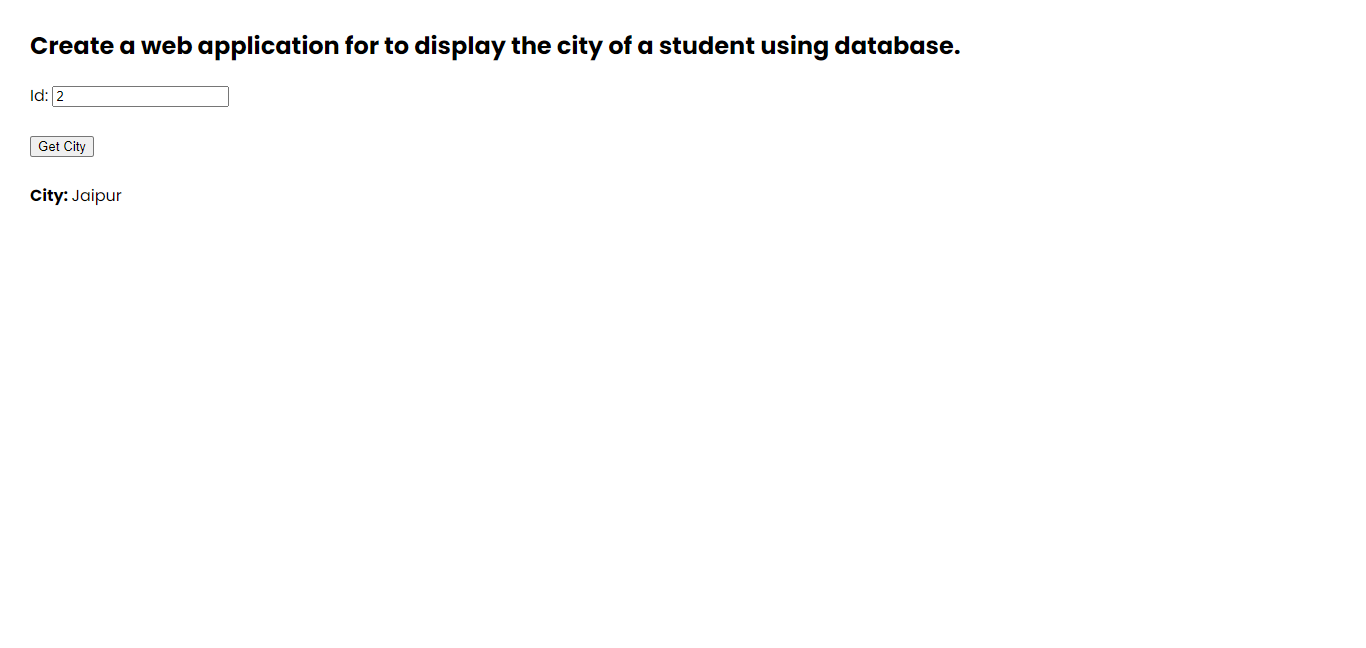 Create a web application for to display the city of a student using database.
Id: 2
Get City
City: Jaipur